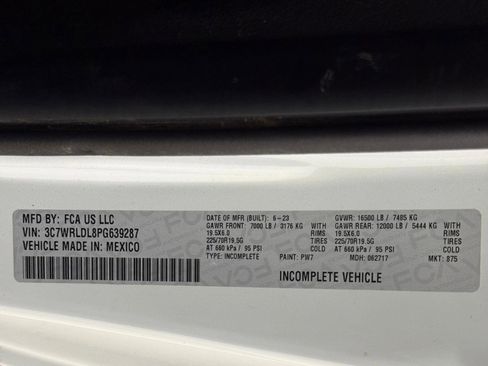 MFD BY: FCA US LLC
VIN: 3C7WRLDL8PG639287
VEHICLE MADE IN: MEXICO
DATE OF MFR (BUILT): 6-23
GAWR FRONT: 7000 LB / 3176 KG WITH
19.5X6.0 RIMS
225/70R19.5G
AT 660 kPa / 95 PSI COLD
TYPE: INCOMPLETE PAINT: PW7
GVWR: 16500 LB / 7485 KG
GAWR REAR: 12000 LB / 5444 KG WITH
19.5X6.0 RIMS
225/70R19.5G
AT 660 kPa / 95 PSI COLD
MDH: 062717 MKT: 875
INCOMPLETE VEHICLE